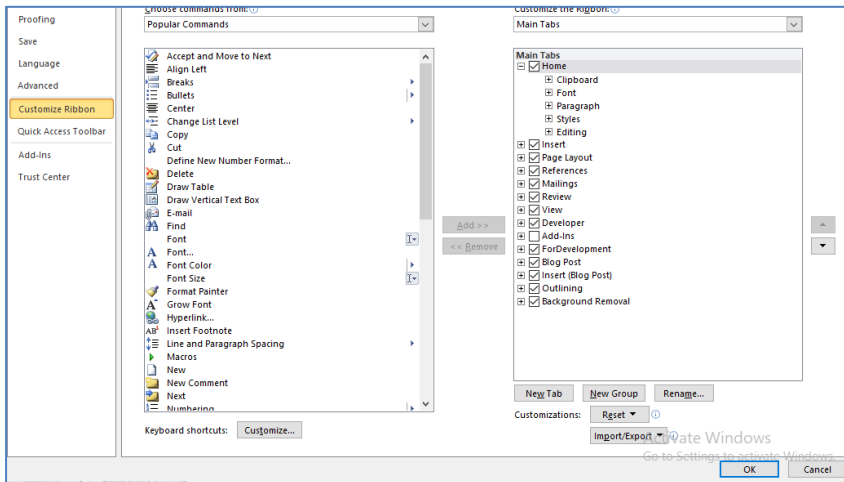 Choose commands from:
Popular Commands
Customize the Ribbon:
Main Tabs
Proofing
Save
Language
Advanced
Customize Ribbon
Quick Access Toolbar
Add-Ins
Trust Center
Accept and Move to Next
Align Left
Breaks
Bullets
Center
Change List Level
Copy
Cut
Define New Number Format...
Delete
Draw Table
Draw Vertical Text Box
E-mail
Find
Font
Font...
Font Color
Font Size
Format Painter
Grow Font
Hyperlink...
Insert Footnote
Line and Paragraph Spacing
Macros
New
New Comment
Next
Numbering
Keyboard shortcuts: Customize...
Add >>
<< Remove
Main Tabs
Home
Clipboard
Font
Paragraph
Styles
Editing
Insert
Page Layout
References
Mailings
Review
View
Developer
Add-Ins
ForDevelopment
Blog Post
Insert (Blog Post)
Outlining
Background Removal
New Tab New Group Rename...
Customizations: Reset
Import/Export
Activate Windows
Go to Settings to activate Windows.
OK Cancel